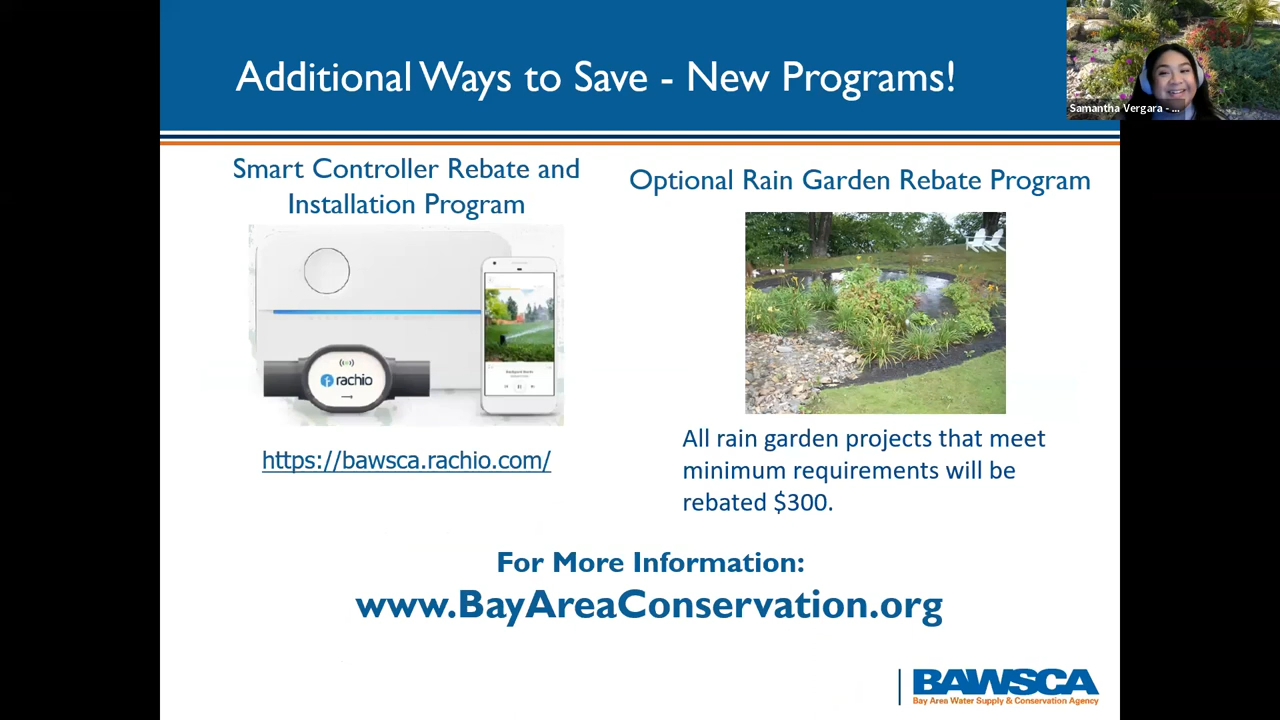 Additional Ways to Save - New Programs!
Samantha Vergara - ...
Smart Controller Rebate and
Installation Program
Optional Rain Garden Rebate Program
rachio
https://bawsca.rachio.com/
All rain garden projects that meet
minimum requirements will be
rebated $300.
For More Information:
www.BayAreaConservation.org
BAWSCA
Bay Area Water Supply & Conservation Agency